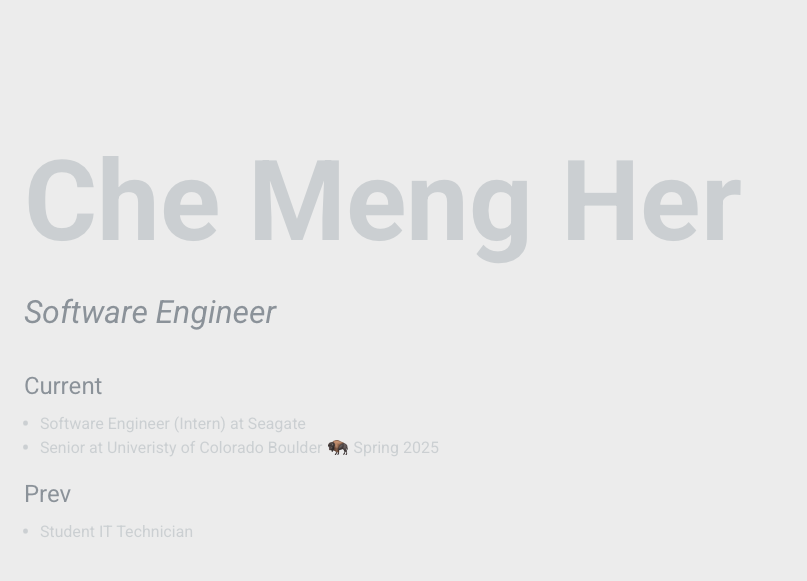 Che Meng Her
Software Engineer
Current
• Software Engineer (Intern) at Seagate
• Senior at Univeristy of Colorado Boulder 🦬 Spring 2025
Prev
• Student IT Technician